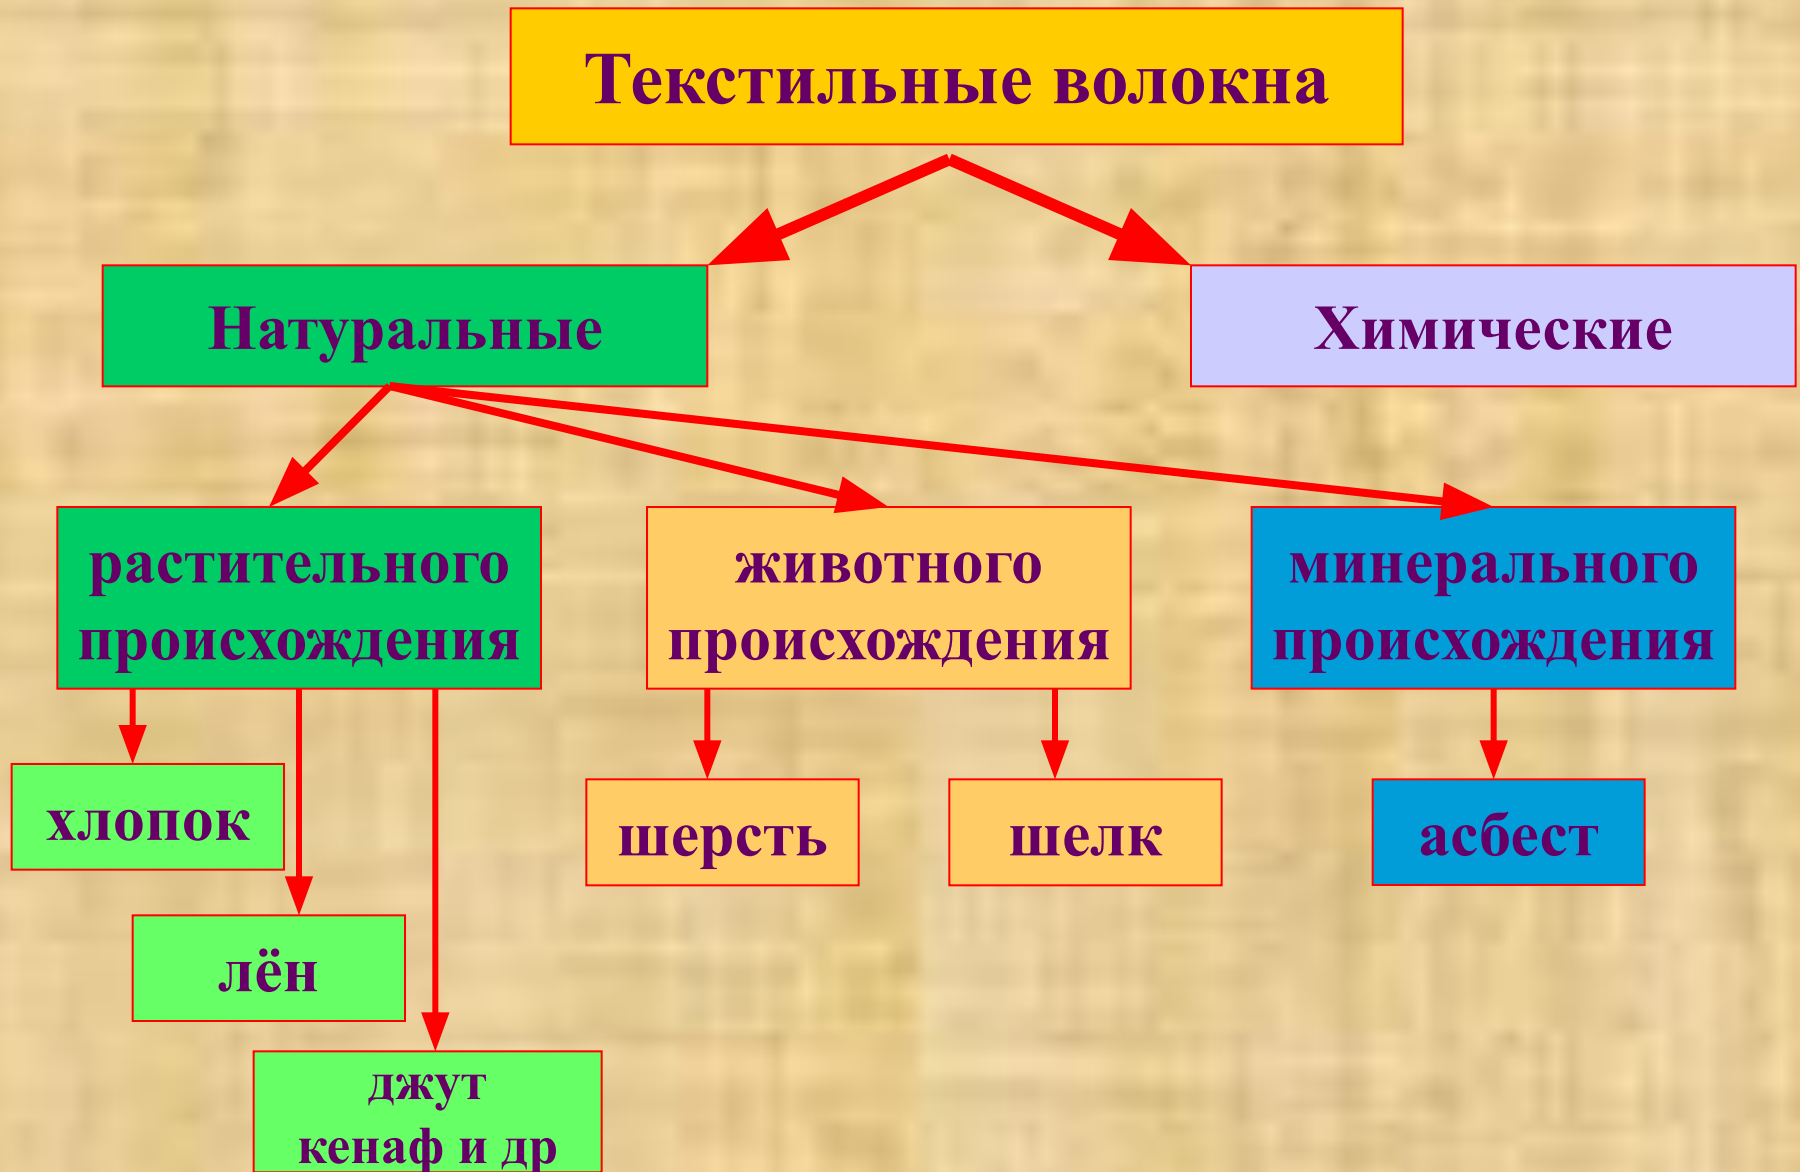 Текстильные волокна
Натуральные
Химические
растительного
происхождения
животного
происхождения
минерального
происхождения
хлопок
шерсть
шелк
асбест
лён
джут
кенаф и др